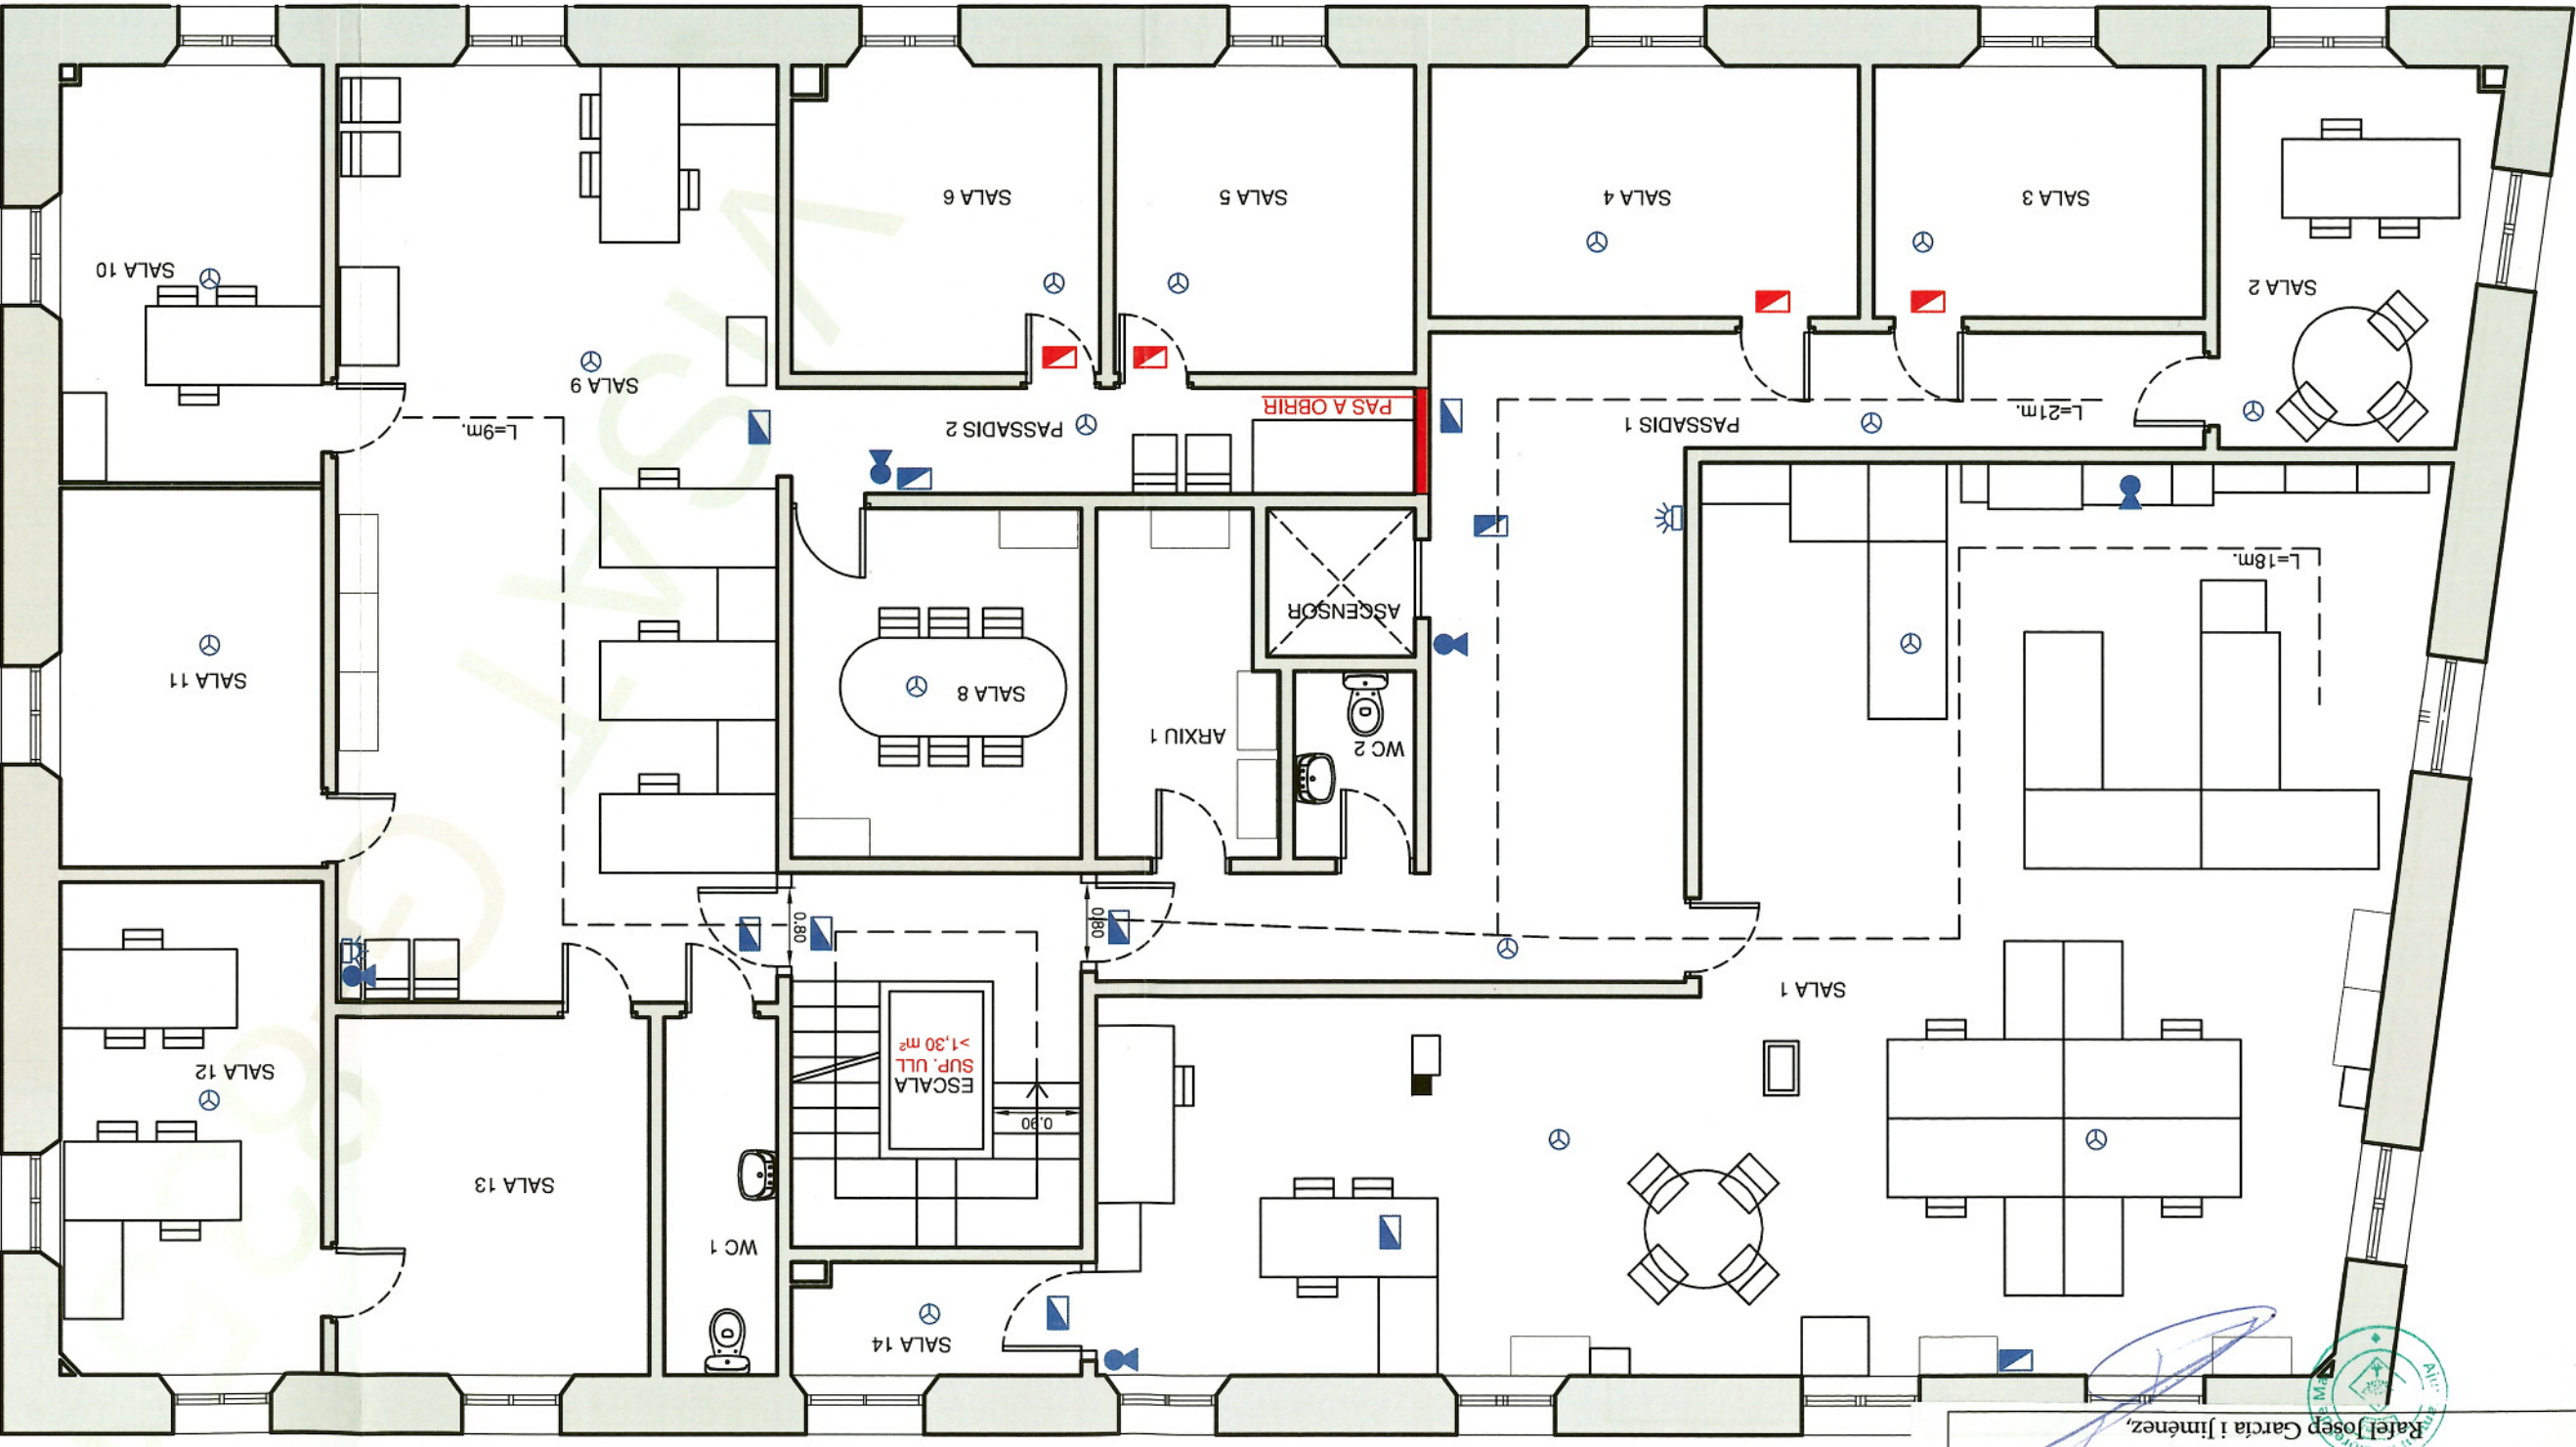 Rafel Josep Garcia i Jiménez,
SALA 14
WC 1
SALA 13
0.90
ESCALA
SUP. ULL
>1,30 m²
SALA 12
SALA 1
0.80
0.80
WC 2
ARXIU 1
SALA 8
SALA 11
ASCENSOR
L=18m.
PASSADIS 1
L=21m.
PASSADIS 2
L=9m.
PAS A OBRIR
SALA 9
SALA 2
SALA 10
SALA 3
SALA 4
SALA 5
SALA 6
VISAT